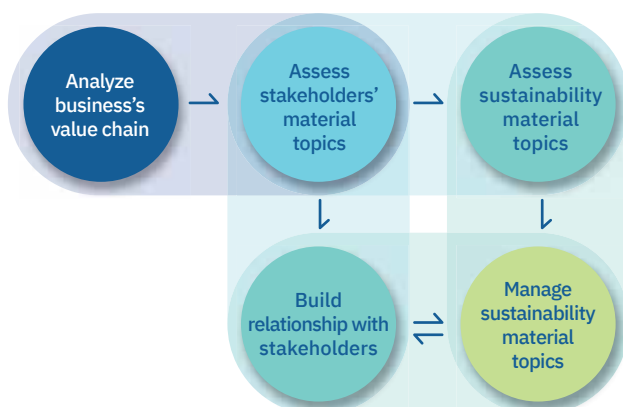 Analyze
business's
value chain
Assess
stakeholders'
material
topics
Assess
sustainability
material
topics
Build
relationship with
stakeholders
Manage
sustainability
material
topics